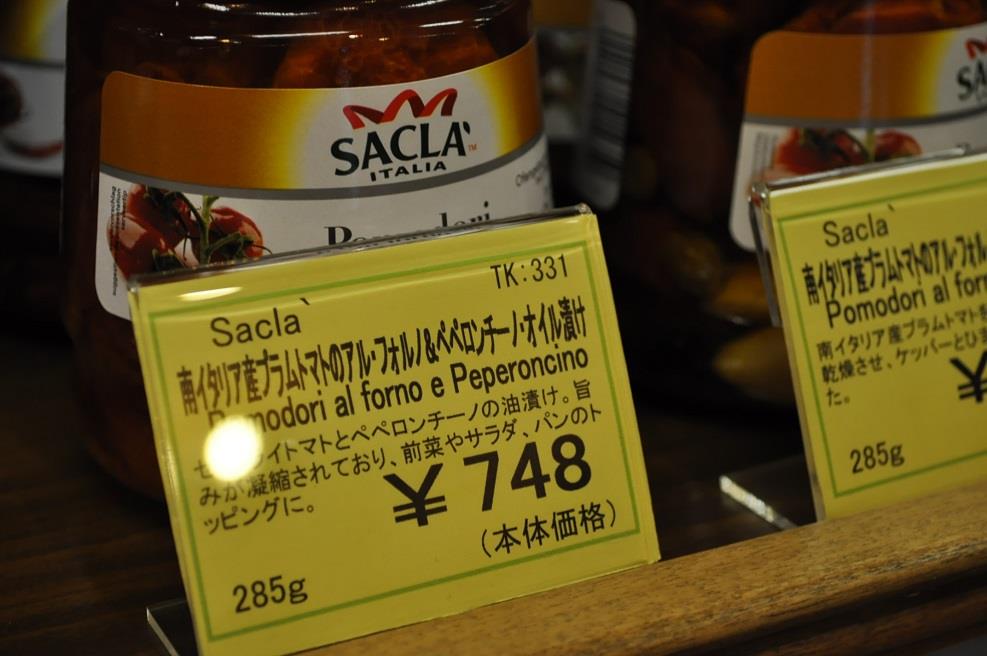 SACLÀ
ITALIA
TM
TK:331
Saclà
南イタリア産プラムトマトのアル・フォルノ&ペペロンチーノ・オイル漬け
Pomodori al forno e Peperoncino
イトマトとペペロンチーノの油漬け。旨
みが凝縮されており、前菜やサラダ、パンのト
ッピングに。
¥748
(本体価格)
285g
SA
Saclà
南イタリア産プラムトマトのアル・フォル
Pomodori al forn
南イタリア産プラムトマト
乾燥させ、ケッパーとひ
た。
¥
285g